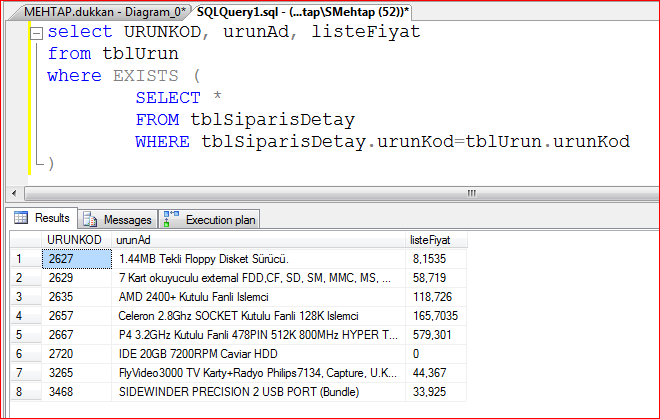 MEHTAP.dukkan - Diagram_0* SQLQuery1.sql - (...tap\SMehtap (52))*
select URUNKOD, urunAd, listeFiyat
from tblUrun
where EXISTS (
SELECT *
FROM tblSiparisDetay
WHERE tblSiparisDetay.urunKod=tblUrun.urunKod
)
Results Messages Execution plan
URUNKOD urunAd listeFiyat
1 2627 1.44MB Tekli Floppy Disket Sürücü. 8,1535
2 2629 7 Kart okuyuculu external FDD,CF, SD, SM, MMC, MS, ... 58,719
3 2635 AMD 2400+ Kutulu Fanli Islemci 118,726
4 2657 Celeron 2.8Ghz SOCKET Kutulu Fanli 128K Islemci 165,7035
5 2667 P4 3.2GHz Kutulu Fanli 478PIN 512K 800MHz HYPER T... 579,301
6 2720 IDE 20GB 7200RPM Caviar HDD 0
7 3265 FlyVideo3000 TV Karty+Radyo Philips7134, Capture, U.K... 44,367
8 3468 SIDEWINDER PRECISION 2 USB PORT (Bundle) 33,925